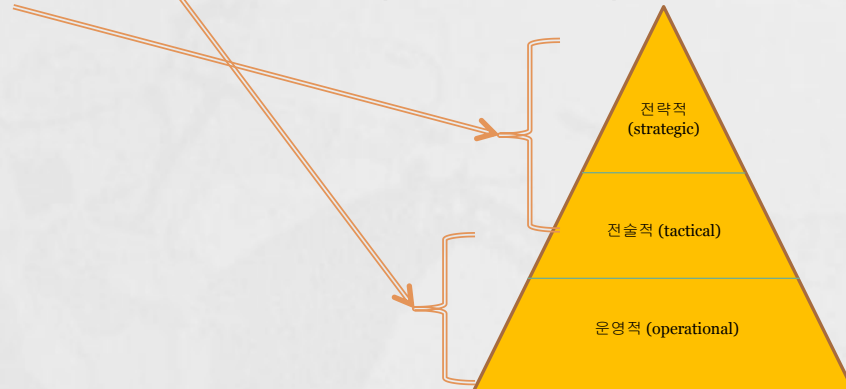 전략적
(strategic)
전술적 (tactical)
운영적 (operational)